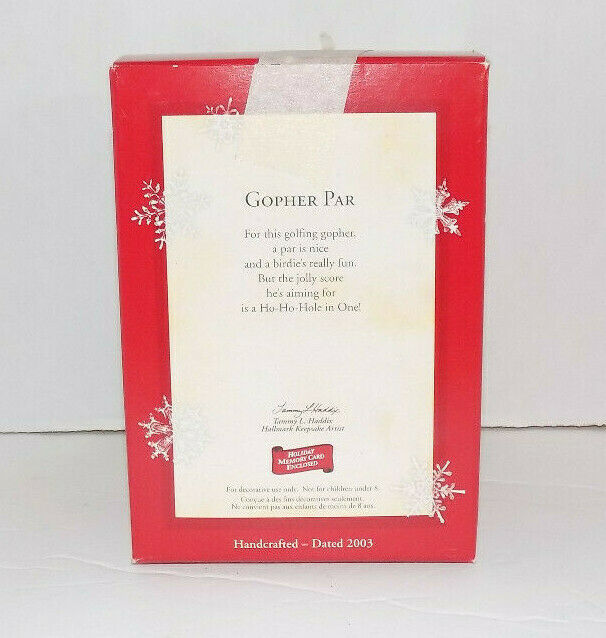 GOPHER PAR
For this golfing gopher,
a par is nice
and a birdie's really fun.
But the jolly score
he's aiming for
is a Ho-Ho-Hole in One!
Tammy L Haddix
Tammy L. Haddix
Hallmark Keepsake Artist
HOLIDAY
MEMORY CARD
ENCLOSED
For decorative use only. Not for children under 8.
Conçue à des fins décoratives seulement.
Ne convient pas aux enfants de moins de 8 ans.
Handcrafted – Dated 2003